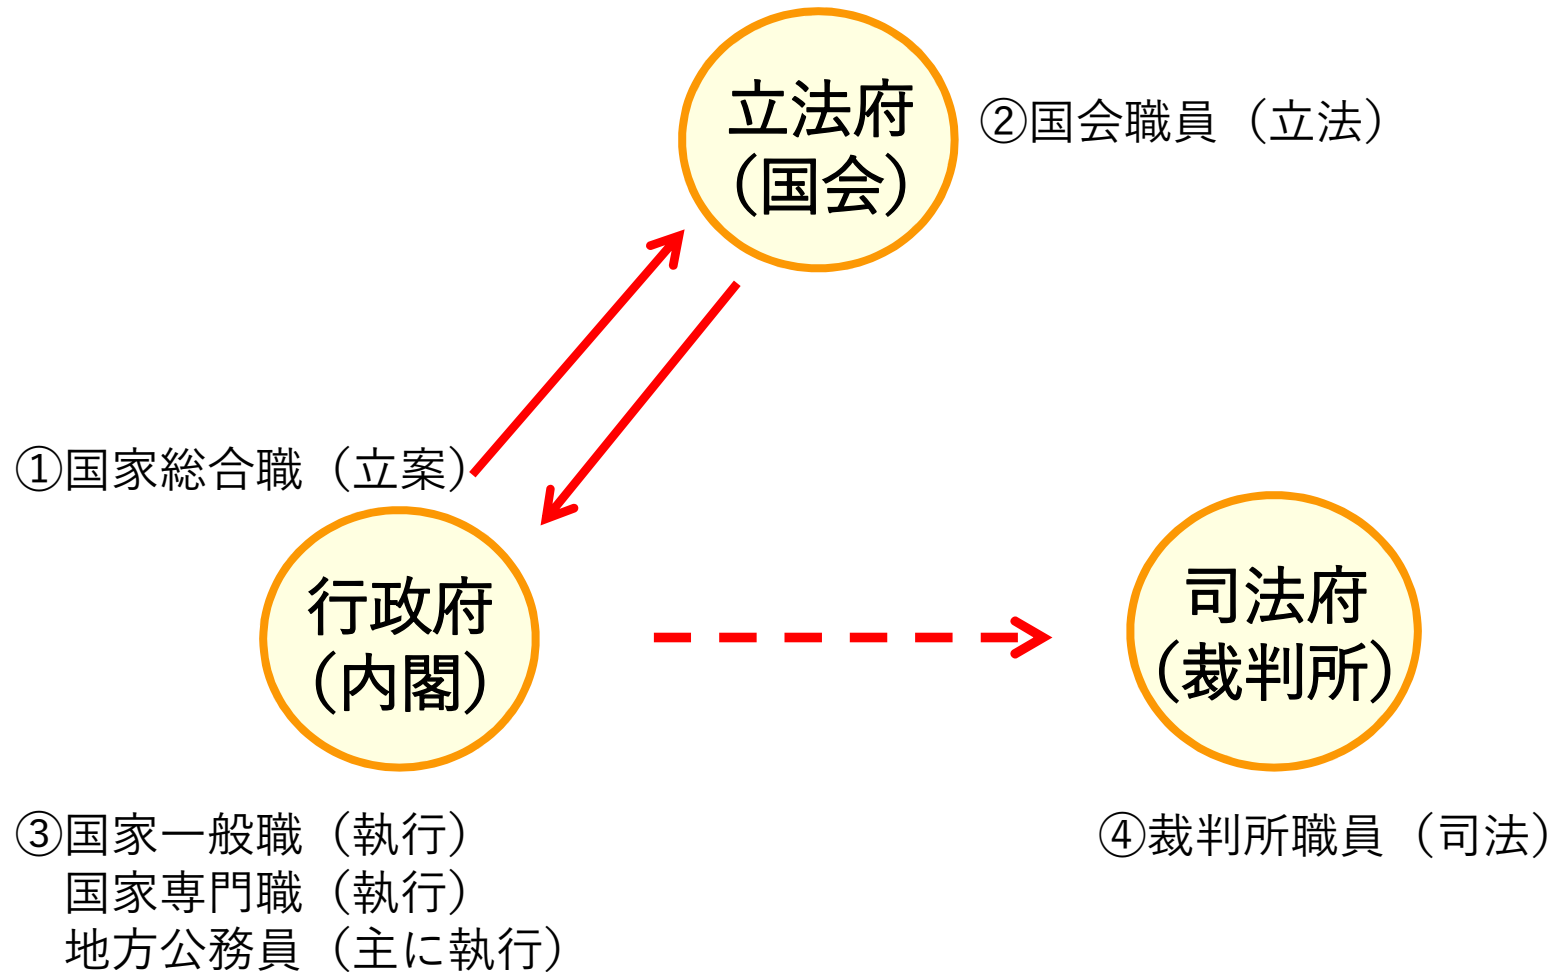 立法府
（国会）
②国会職員（立法）
①国家総合職（立案）
行政府
（内閣）
司法府
（裁判所）
③国家一般職（執行）
国家専門職（執行）
地方公務員（主に執行）
④裁判所職員（司法）